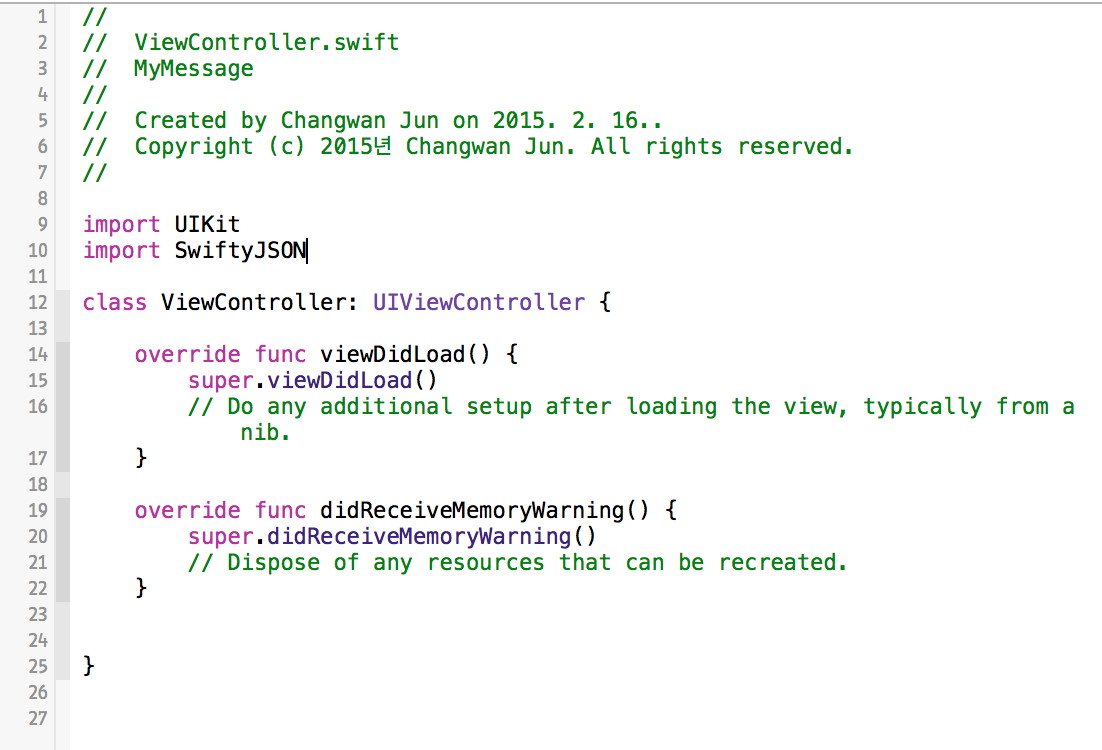 1 //
2 //  ViewController.swift
3 //  MyMessage
4 //
5 //  Created by Changwan Jun on 2015. 2. 16..
6 //  Copyright (c) 2015년 Changwan Jun. All rights reserved.
7 //
8
9 import UIKit
10 import SwiftyJSON
11
12 class ViewController: UIViewController {
13
14     override func viewDidLoad() {
15         super.viewDidLoad()
16         // Do any additional setup after loading the view, typically from a
            nib.
17     }
18
19     override func didReceiveMemoryWarning() {
20         super.didReceiveMemoryWarning()
21         // Dispose of any resources that can be recreated.
22     }
23
24
25 }
26
27